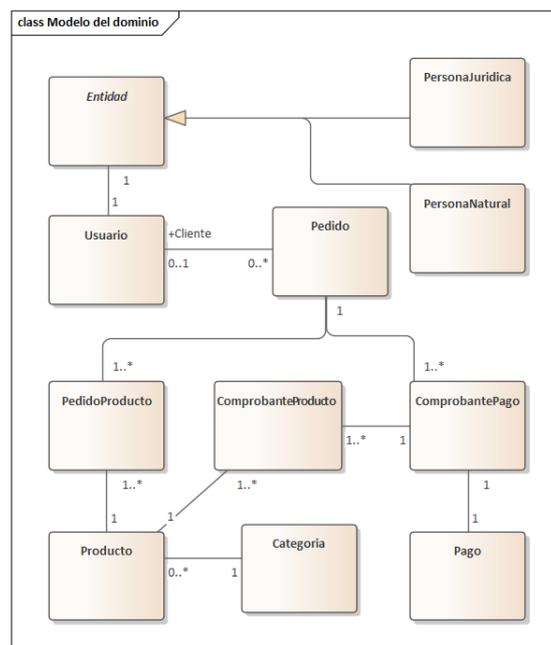 class Modelo del dominio
Entidad
PersonaJuridica
PersonaNatural
1
1
Usuario
+Cliente
0..1
0..*
Pedido
1
1..*
1..*
PedidoProducto
ComprobanteProducto
ComprobantePago
1..*
1
1..*
1..*
1
1
1
1
Producto
Categoria
Pago
0..*
1